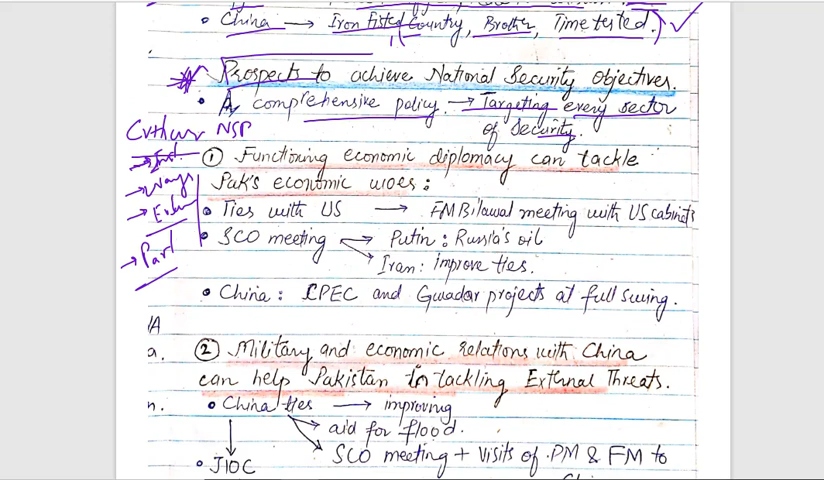 • China → Iron Fisted Country, Brother, Time tested.
Prospects to achieve National Security Objectives.
• A comprehensive policy. → Targeting every sector
of Security.
NSP
① Functioning economic diplomacy can tackle
Pak's economic woes:
• Ties with US → FM Bilawal meeting with US cabinets
• SCO meeting → Putin: Russia's oil
→ Iran: improve ties.
→ Part
• China: CPEC and Gwadar projects at full swing.
IA
a. ② Military and economic relations with China
can help Pakistan in tackling External Threats.
n. • China ties → improving
→ aid for flood.
→ SCO meeting + visits of PM & FM to
• JIOC